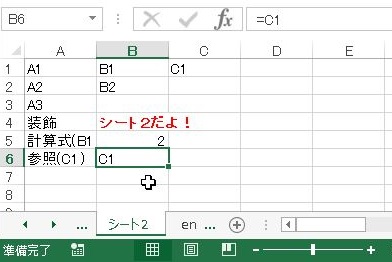 B6 fx =C1
A B C D E
1 A1 B1 C1
2 A2 B2
3 A3
4 装飾 シート２だよ！
5 計算式(B1 2
6 参照(C1) C1
7
8
... シート2 en ...
準備完了